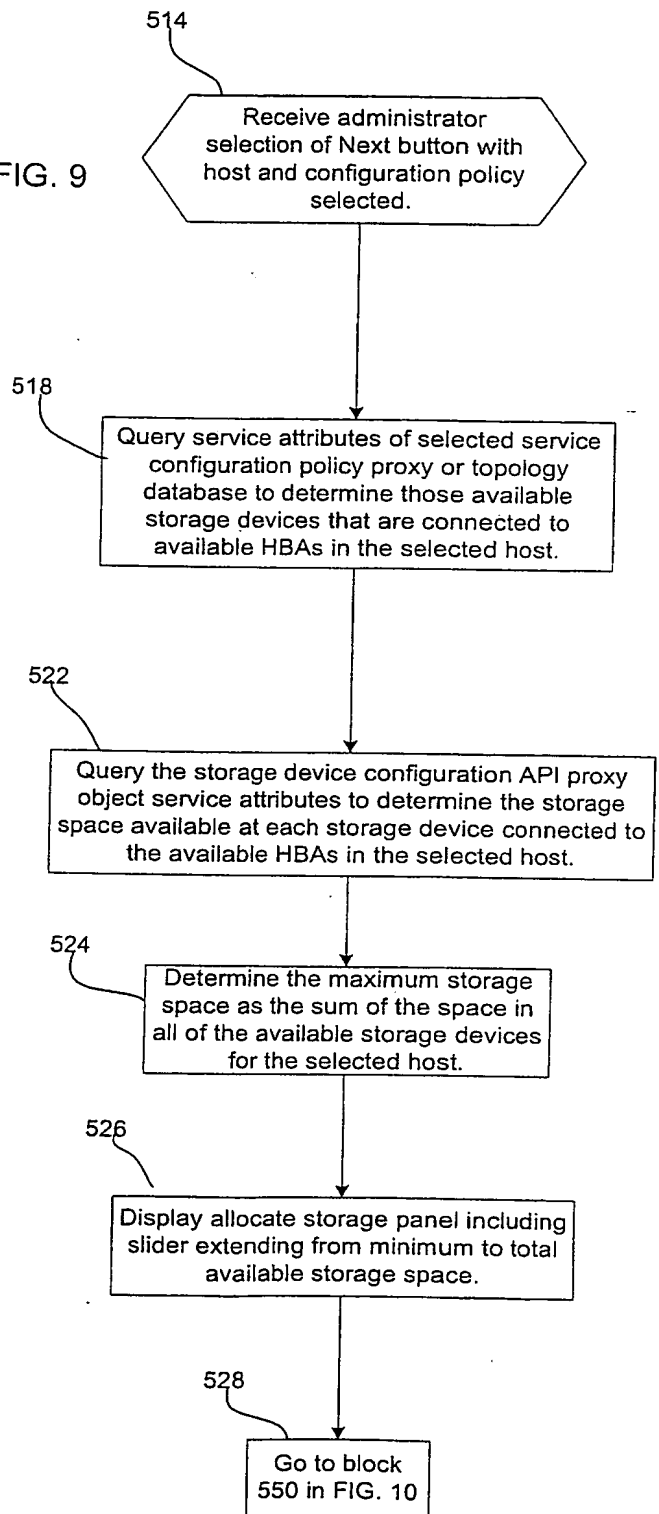 514
Receive administrator
selection of Next button with
host and configuration policy
selected.
FIG. 9
518
Query service attributes of selected service
configuration policy proxy or topology
database to determine those available
storage devices that are connected to
available HBAs in the selected host.
522
Query the storage device configuration API proxy
object service attributes to determine the storage
space available at each storage device connected to
the available HBAs in the selected host.
524
Determine the maximum storage
space as the sum of the space in
all of the available storage devices
for the selected host.
526
Display allocate storage panel including
slider extending from minimum to total
available storage space.
528
Go to block
550 in FIG. 10